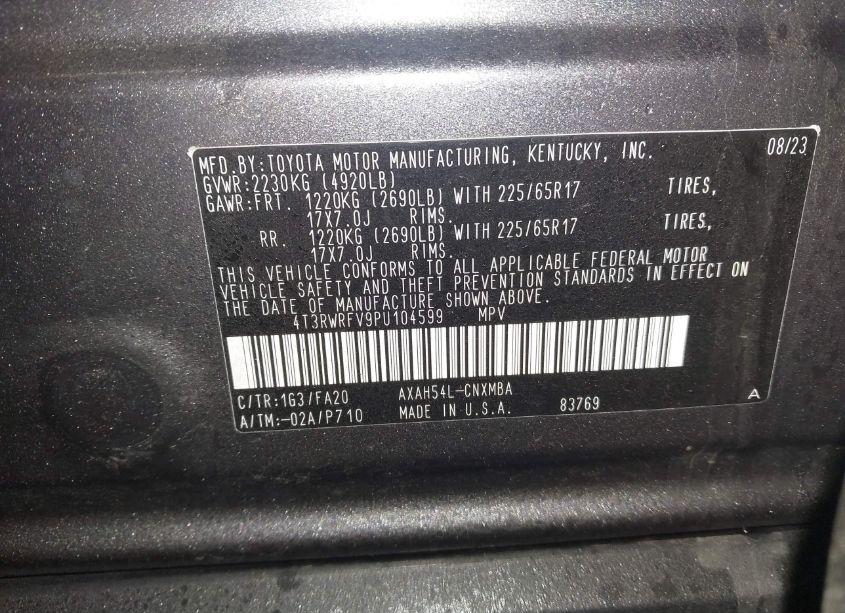 MFD.BY:TOYOTA MOTOR MANUFACTURING, KENTUCKY, INC. 08/23
GVWR:2230KG (4920LB)
GAWR:FRT. 1220KG (2690LB) WITH 225/65R17 TIRES,
17X7.0J RIMS.
RR. 1220KG (2690LB) WITH 225/65R17 TIRES,
17X7.0J RIMS.
THIS VEHICLE CONFORMS TO ALL APPLICABLE FEDERAL MOTOR
VEHICLE SAFETY AND THEFT PREVENTION STANDARDS IN EFFECT ON
THE DATE OF MANUFACTURE SHOWN ABOVE.
4T3RWRFV9PU104599 MPV
C/TR:1G3/FA20 AXAH54L-CNXMBA
A/TM:-02A/P710 MADE IN U.S.A. 83769 A